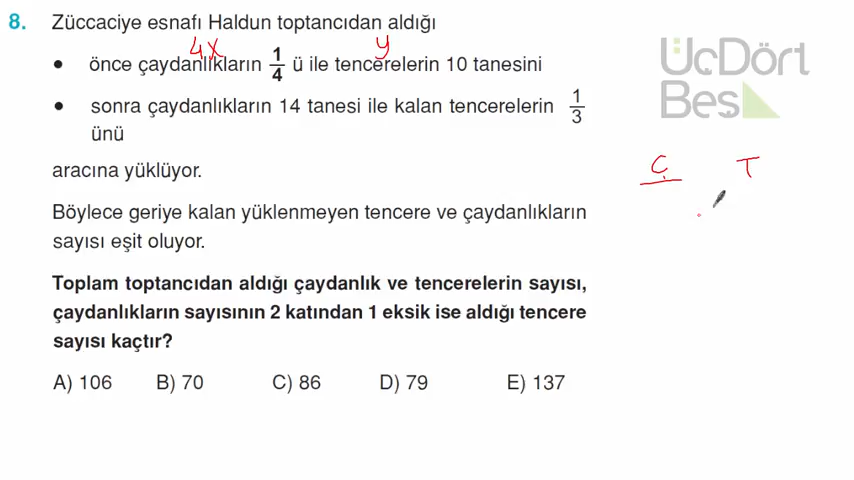 8. Züccaciye esnafı Haldun toptancıdan aldığı
4x y
• önce çaydanlıkların 1/4 ü ile tencerelerin 10 tanesini
• sonra çaydanlıkların 14 tanesi ile kalan tencerelerin 1/3
ünü
aracına yüklüyor.
Böylece geriye kalan yüklenmeyen tencere ve çaydanlıkların
sayısı eşit oluyor.
Toplam toptancıdan aldığı çaydanlık ve tencerelerin sayısı,
çaydanlıkların sayısının 2 katından 1 eksik ise aldığı tencere
sayısı kaçtır?
A) 106 B) 70 C) 86 D) 79 E) 137
ÜçDört
Beş
Ç T